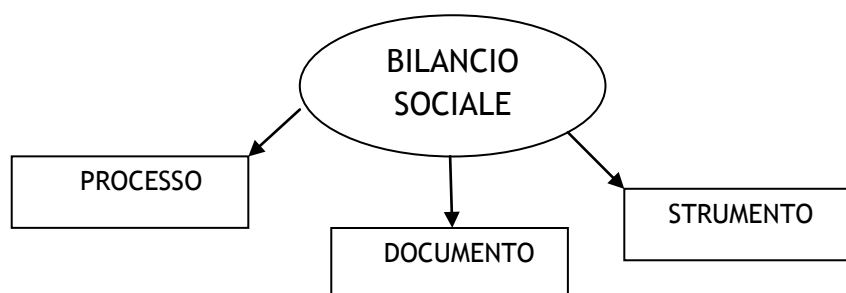 BILANCIO
SOCIALE
PROCESSO
STRUMENTO
DOCUMENTO